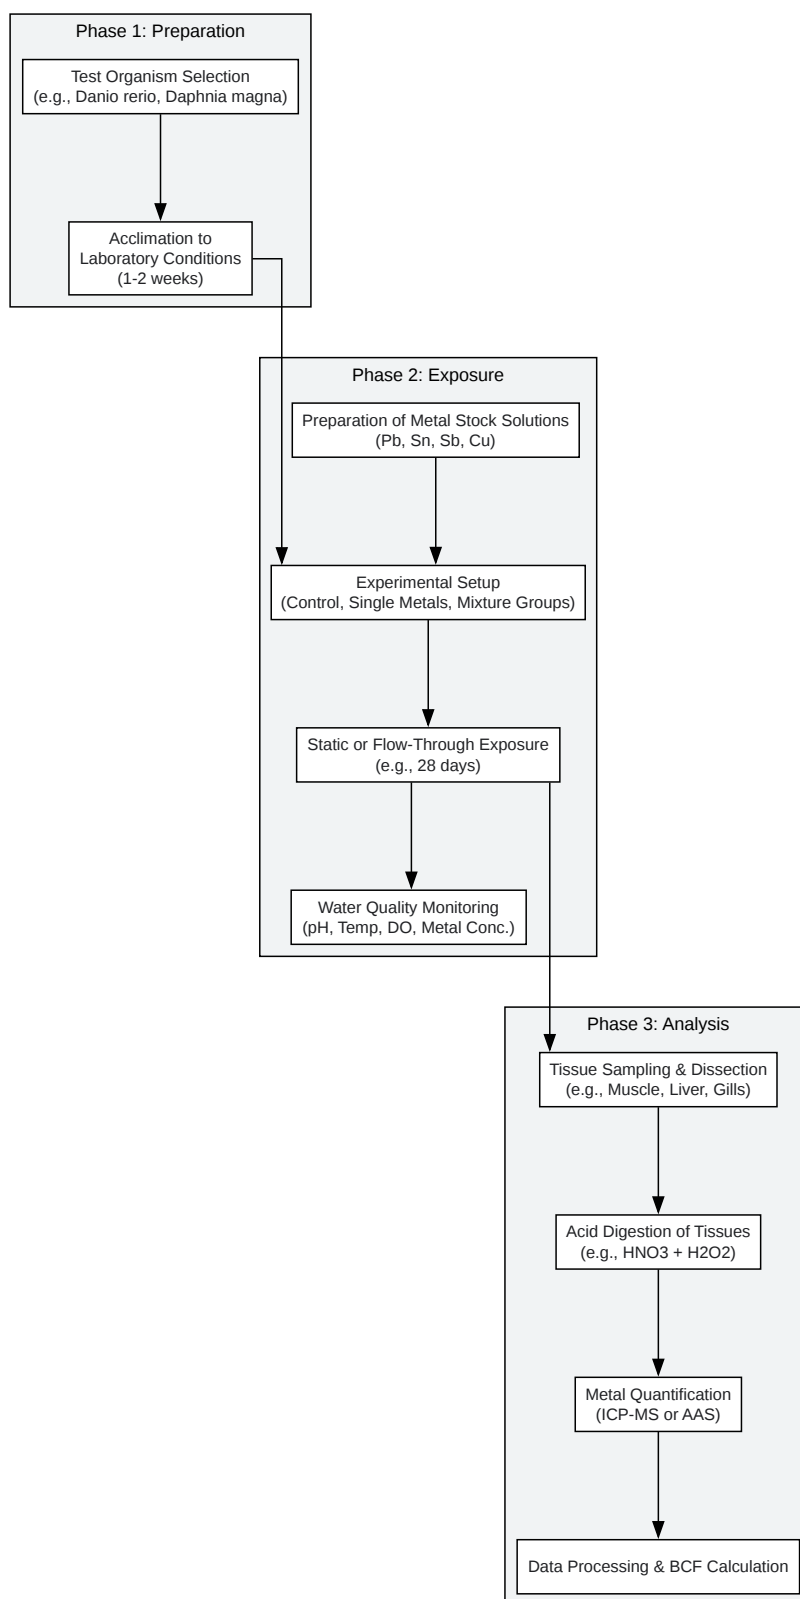 Phase 1: Preparation
Test Organism Selection
(e.g., Danio rerio, Daphnia magna)
Acclimation to
Laboratory Conditions
(1-2 weeks)
Phase 2: Exposure
Preparation of Metal Stock Solutions
(Pb, Sn, Sb, Cu)
Experimental Setup
(Control, Single Metals, Mixture Groups)
Static or Flow-Through Exposure
(e.g., 28 days)
Water Quality Monitoring
(pH, Temp, DO, Metal Conc.)
Phase 3: Analysis
Tissue Sampling & Dissection
(e.g., Muscle, Liver, Gills)
Acid Digestion of Tissues
(e.g., HNO3 + H2O2)
Metal Quantification
(ICP-MS or AAS)
Data Processing & BCF Calculation